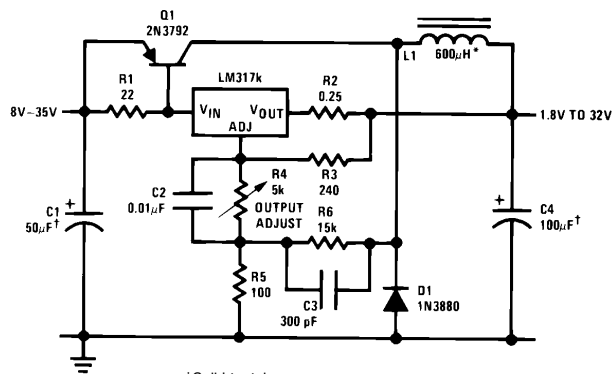 Q1
2N3792
L1
600µH*
R1
22
LM317k
VIN
VOUT
ADJ
R2
0.25
8V–35V
1.8V TO 32V
R3
240
R4
5k
OUTPUT
ADJUST
C2
0.01µF
C1
50µF†
+
R6
15k
C4
100µF†
+
R5
100
C3
300 pF
D1
1N3880